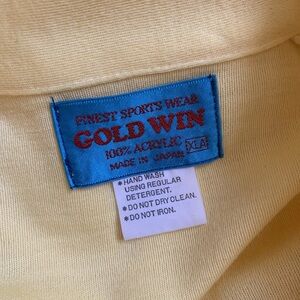 FINEST SPORTS WEAR
GOLD WIN
100% ACRYLIC XLA
MADE IN JAPAN
• HAND WASH
USING REGULAR
DETERGENT.
• DO NOT DRY CLEAN.
• DO NOT IRON.